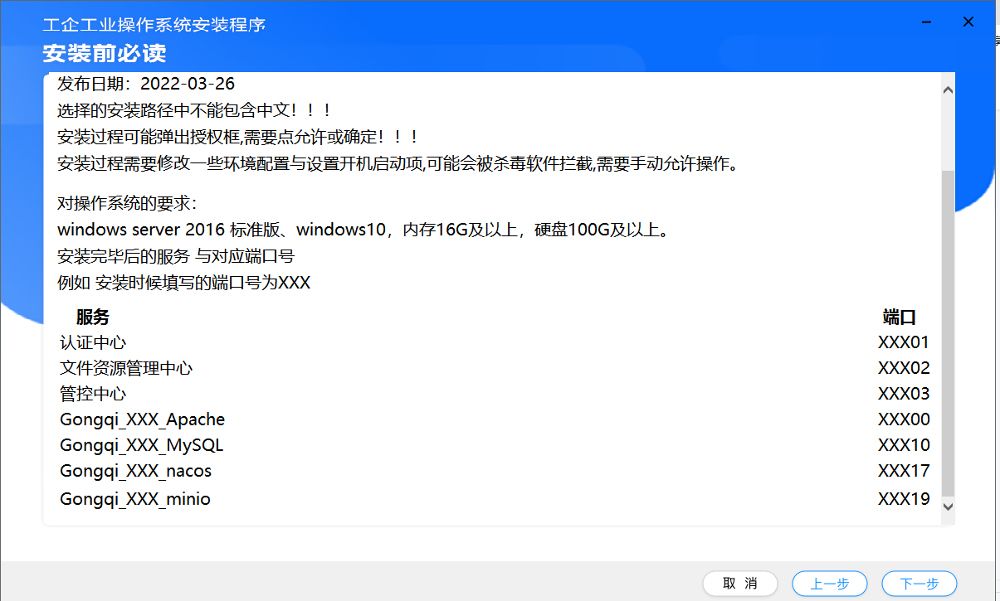 工企工业操作系统安装程序
安装前必读
发布日期：2022-03-26
选择的安装路径中不能包含中文！！！
安装过程可能弹出授权框,需要点允许或确定！！！
安装过程需要修改一些环境配置与设置开机启动项,可能会被杀毒软件拦截,需要手动允许操作。
对操作系统的要求：
windows server 2016 标准版、windows10，内存16G及以上，硬盘100G及以上。
安装完毕后的服务 与对应端口号
例如 安装时候填写的端口号为XXX
服务 端口
认证中心 XXX01
文件资源管理中心 XXX02
管控中心 XXX03
Gongqi_XXX_Apache XXX00
Gongqi_XXX_MySQL XXX10
Gongqi_XXX_nacos XXX17
Gongqi_XXX_minio XXX19
取 消 上一步 下一步